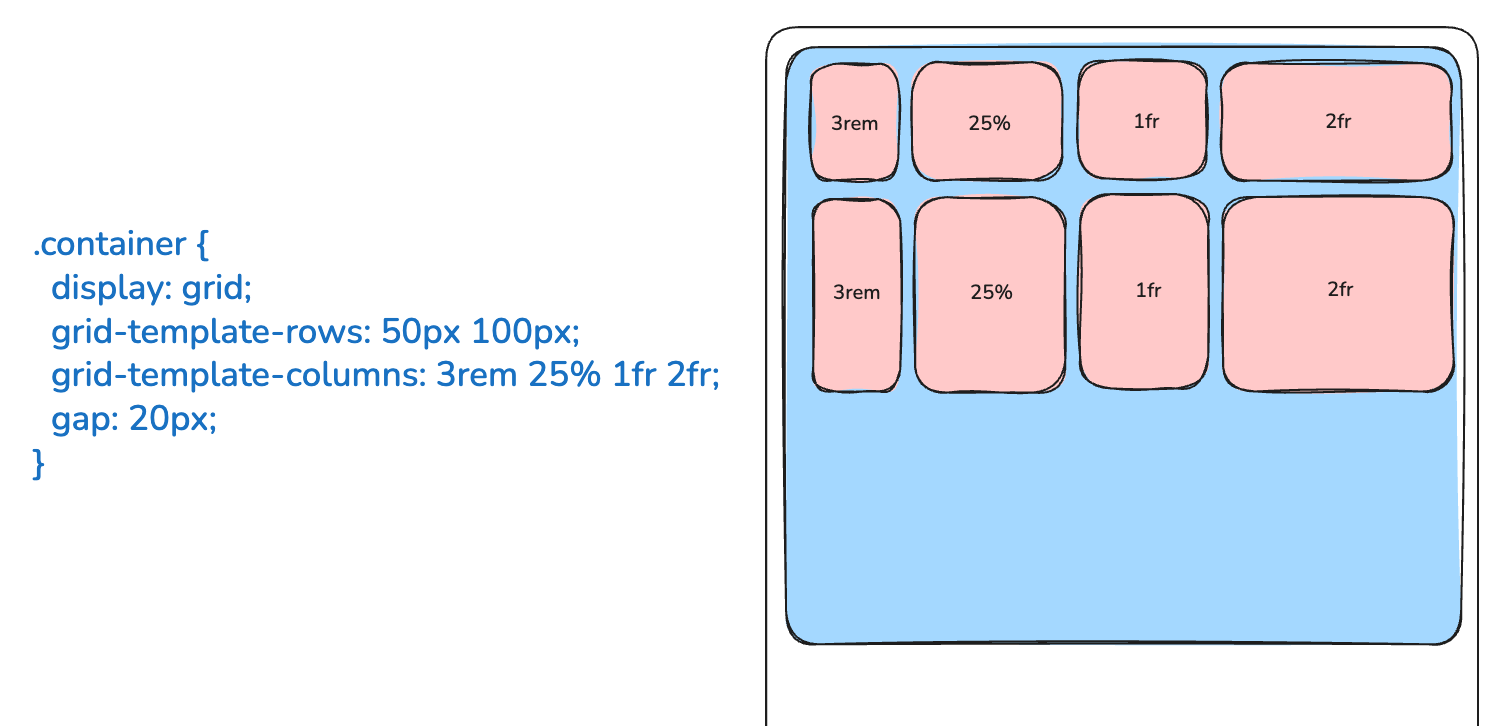 .container {
display: grid;
grid-template-rows: 50px 100px;
grid-template-columns: 3rem 25% 1fr 2fr;
gap: 20px;
}
3rem 25% 1fr 2fr
3rem 25% 1fr 2fr